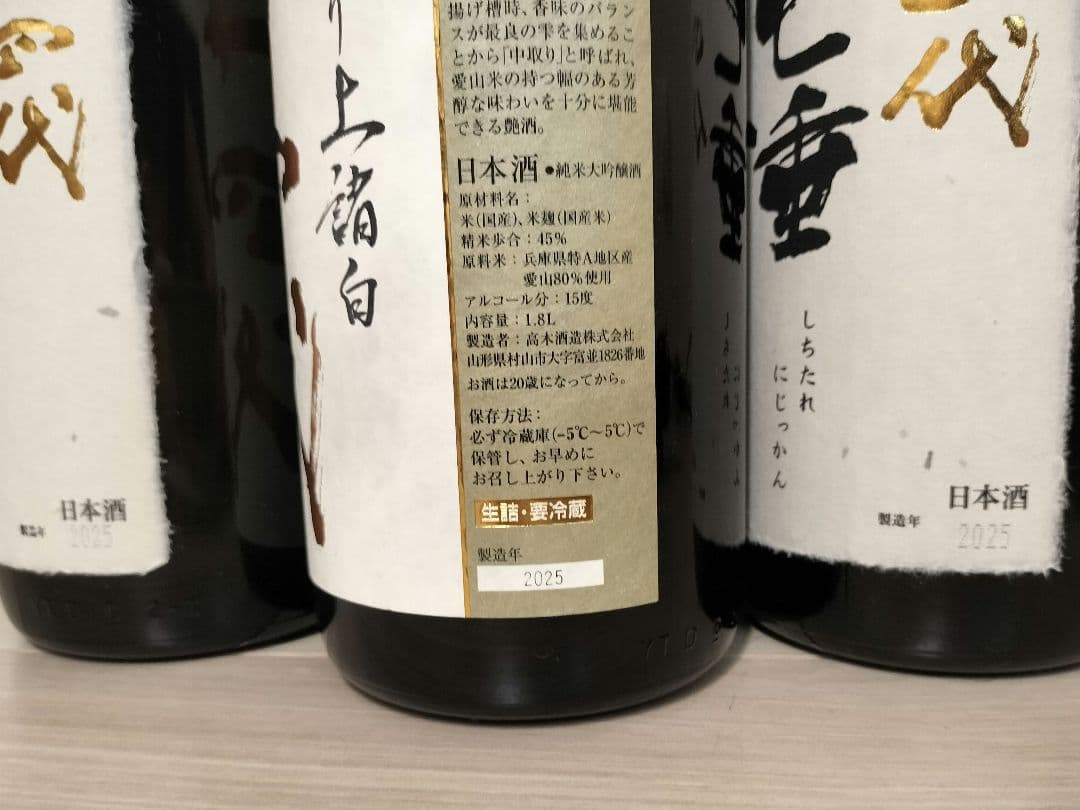 代
日本酒
製造年
2025
り
上
諸
白
揚げ槽時、香味のバラン
スが最良の雫を集めるこ
とから「中取り」と呼ばれ、
愛山米の持つ幅のある芳
醇な味わいを十分に堪能
できる艶酒。
日本酒●純米大吟醸酒
原材料名：
米(国産)、米麹(国産米)
精米歩合：45%
原料米：兵庫県特A地区産
愛山80%使用
アルコール分：15度
内容量：1.8L
製造者：高木酒造株式会社
山形県村山市大字富並1826番地
お酒は20歳になってから。
保存方法：
必ず冷蔵庫(-5℃〜5℃)で
保管し、お早めに
お召し上がり下さい。
生詰・要冷蔵
製造年
2025
垂
しちたれ
にじっかん
代
日本酒
製造年
2025